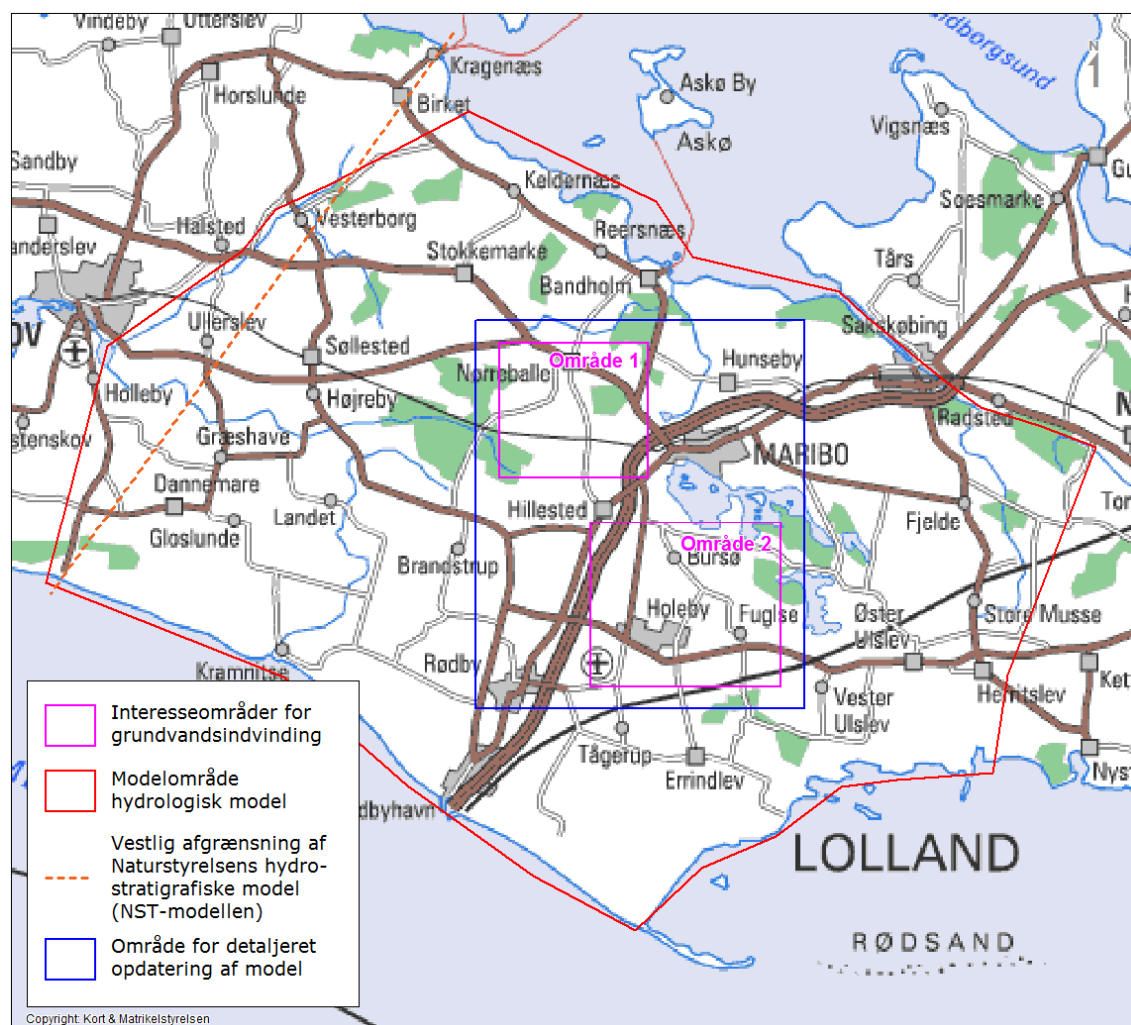 Vindeby
Utterslev
Kragenæs
Horslunde
Birket
Askø By
Askø
Vigsnæs
N
Sandby
Keldernæs
Soesmarke
Halsted
Vesterborg
Reersnæs
Stokkemarke
Tårs
Bandholm
Ullerslev
Sakskøbing
Søllested
Område 1
Hunseby
Nørreballe
Holleby
Højreby
Radsted
Græshave
MARIBO
Dannemare
Hillested
Landet
Fjelde
Gloslunde
Område 2
Brandstrup
Bursø
Holeby
Fuglse
Øster
Ulslev
Store Musse
Rødby
Kramnitse
Vester
Ulslev
Herritslev
Tågerup
Errindlev
LOLLAND
RØDSAND
Interesseområder for
grundvandsindvinding
Modelområde
hydrologisk model
Vestlig afgrænsning af
Naturstyrelsens hydro-
stratigrafiske model
(NST-modellen)
Område for detaljeret
opdatering af model
Copyright: Kort & Matrikelstyrelsen